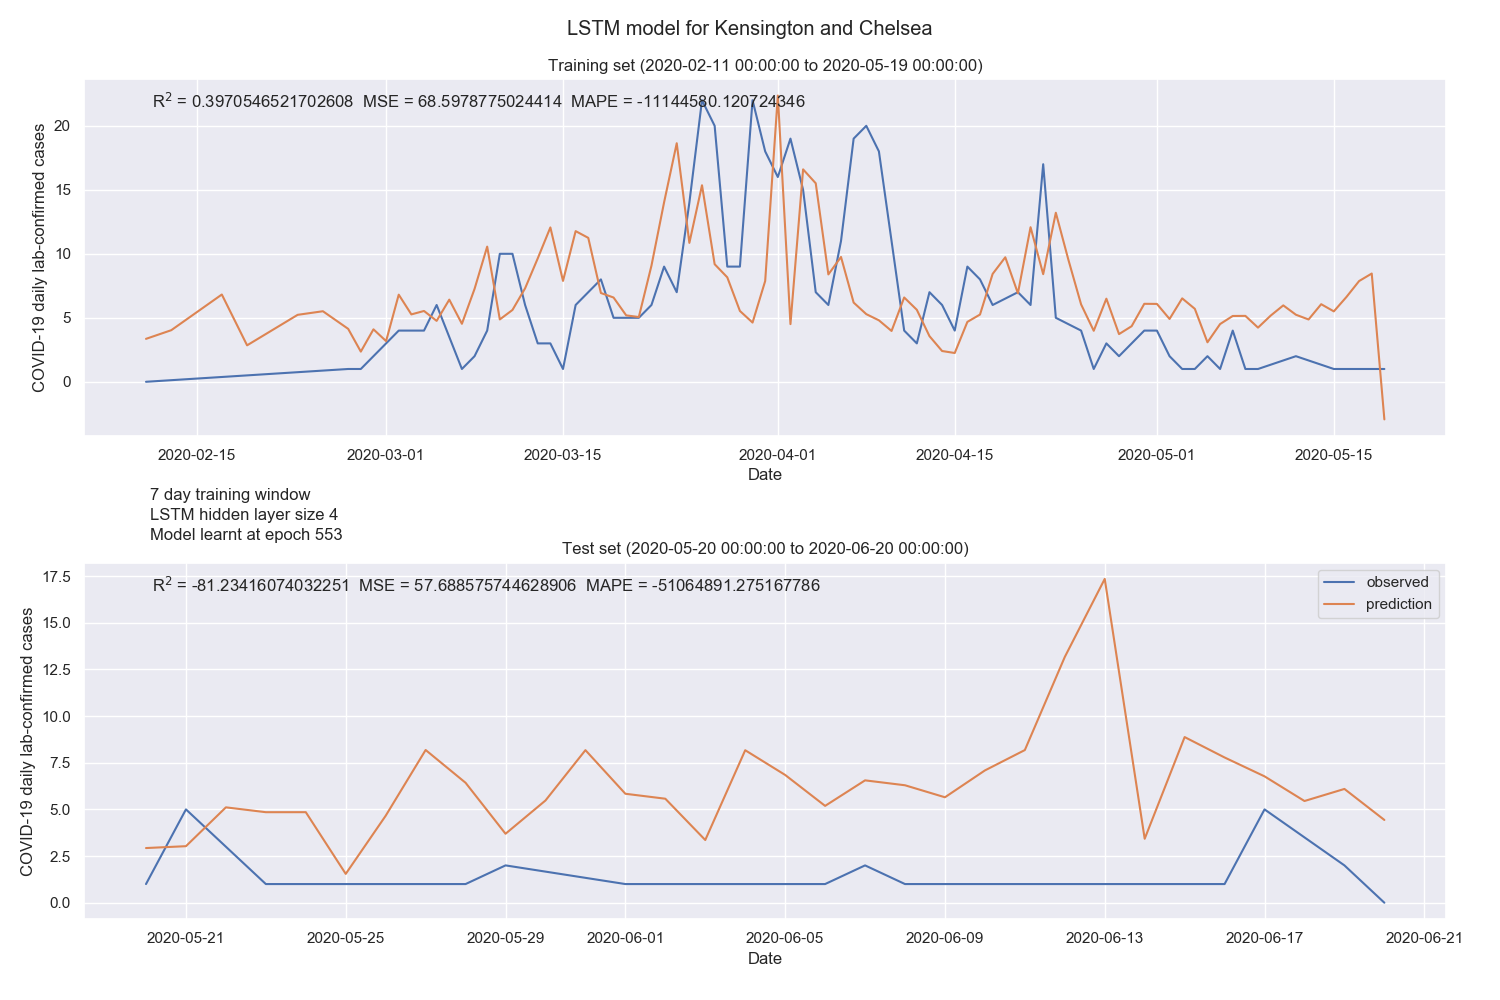 LSTM model for Kensington and Chelsea
Training set (2020-02-11 00:00:00 to 2020-05-19 00:00:00)
R² = 0.3970546521702608 MSE = 68.5978775024414 MAPE = -11144580.120724346
COVID-19 daily lab-confirmed cases
20
15
10
5
0
2020-02-15 2020-03-01 2020-03-15 2020-04-01 2020-04-15 2020-05-01 2020-05-15
Date
7 day training window
LSTM hidden layer size 4
Model learnt at epoch 553
Test set (2020-05-20 00:00:00 to 2020-06-20 00:00:00)
R² = -81.23416074032251 MSE = 57.688575744628906 MAPE = -51064891.275167786
observed
prediction
COVID-19 daily lab-confirmed cases
17.5
15.0
12.5
10.0
7.5
5.0
2.5
0.0
2020-05-21 2020-05-25 2020-05-29 2020-06-01 2020-06-05 2020-06-09 2020-06-13 2020-06-17 2020-06-21
Date